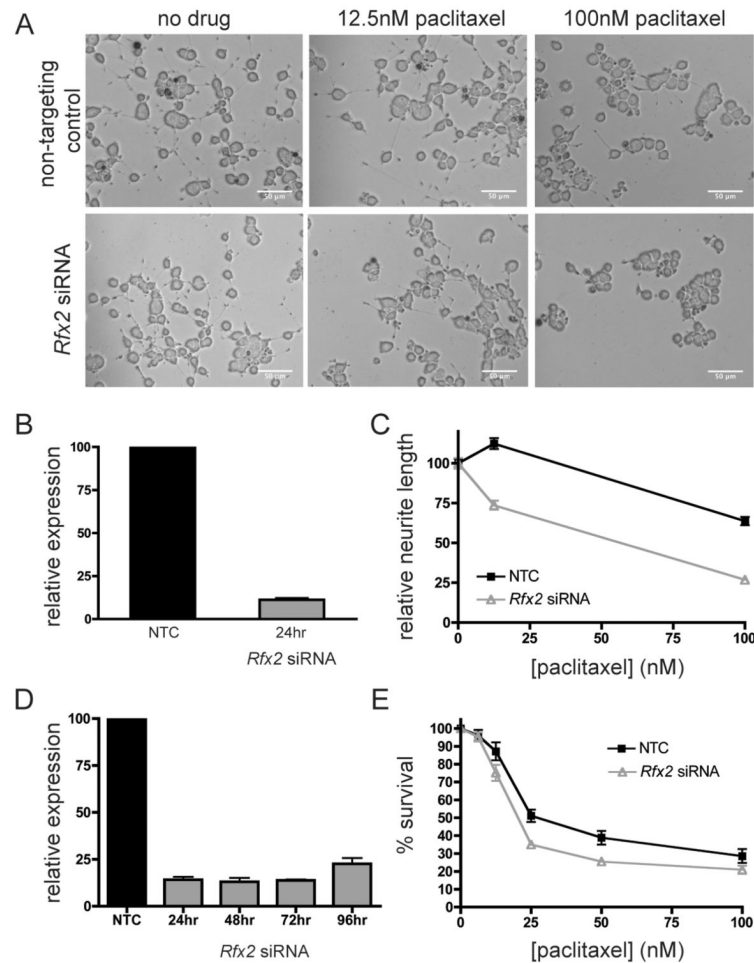 A
no drug
12.5nM paclitaxel
100nM paclitaxel
non-targeting
control
50 µm
50 µm
50 µm
Rfx2 siRNA
50 µm
50 µm
50 µm
B
relative expression
100
75
50
25
0
NTC
24hr
Rfx2 siRNA
C
relative neurite length
100
75
50
25
NTC
Rfx2 siRNA
0
25
50
75
100
[paclitaxel] (nM)
D
relative expression
100
75
50
25
0
NTC
24hr
48hr
72hr
96hr
Rfx2 siRNA
E
% survival
100
90
80
70
60
50
40
30
20
10
0
NTC
Rfx2 siRNA
0
25
50
75
100
[paclitaxel] (nM)